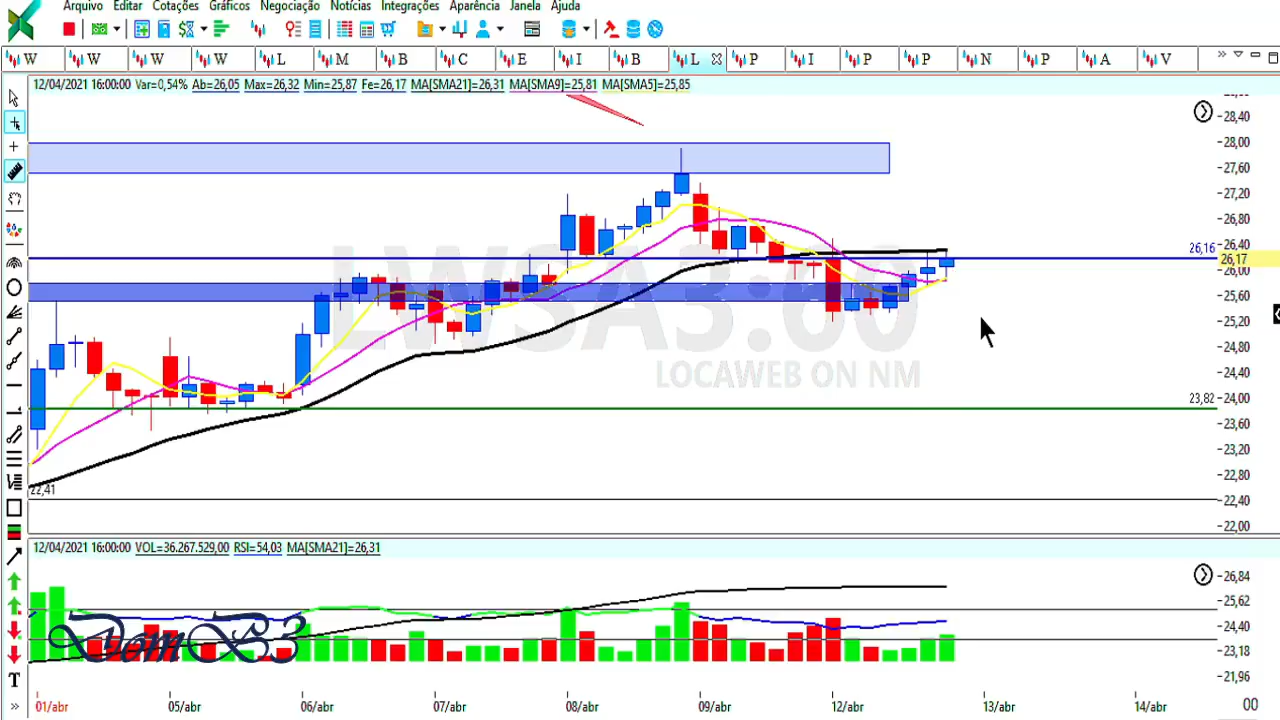 Arquivo Editar Cotações Gráficos Negociação Notícias Integrações Aparência Janela Ajuda
W W W W L M B C E I B L P I P P N P A V
12/04/2021 16:00:00 Var=0,54% Ab=26,05 Max=26,32 Min=25,87 Fe=26,17 MA[SMA21]=26,31 MA[SMA9]=25,81 MA[SMA5]=25,85
28,40
28,00
27,60
27,20
26,80
26,40
26,16
26,17
26,00
25,60
25,20
24,80
24,40
23,82
24,00
23,60
23,20
22,80
22,41
22,40
22,00
LWSA3:60
LOCAWEB ON NM
12/04/2021 16:00:00 VOL=36.267.529,00 RSI=54,03 MA[SMA21]=26,31
26,84
25,62
24,40
23,18
21,96
DomB3
T
01/abr 05/abr 06/abr 07/abr 08/abr 09/abr 12/abr 13/abr 14/abr 00